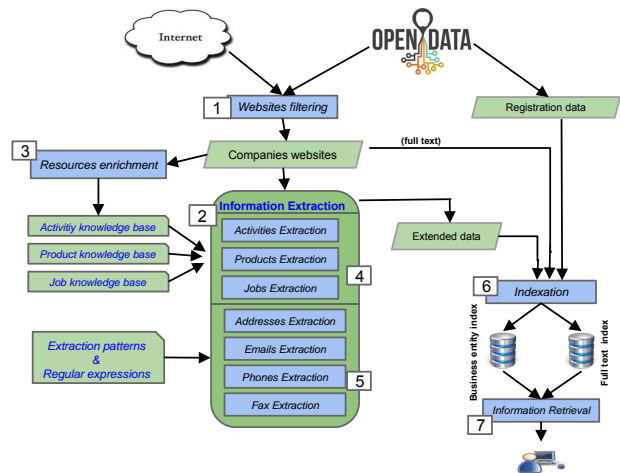 Internet
OPEN DATA
1
Websites filtering
Registration data
3
Resources enrichment
Companies websites
(full text)
2
Information Extraction
Activitiy knowledge base
Product knowledge base
Job knowledge base
Activities Extraction
Products Extraction
Jobs Extraction
4
Extended data
6
Indexation
Addresses Extraction
Emails Extraction
Phones Extraction
5
Fax Extraction
Extraction patterns
&
Regular expressions
Business entity index
Full text index
Information Retrieval
7